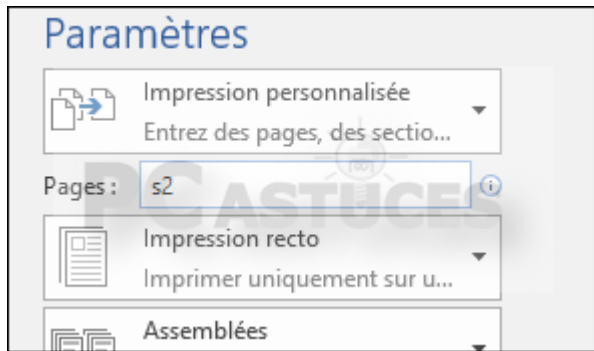 Paramètres
Impression personnalisée
Entrez des pages, des sectio...
Pages : s2
PC ASTUCES
Impression recto
Imprimer uniquement sur u...
Assemblées